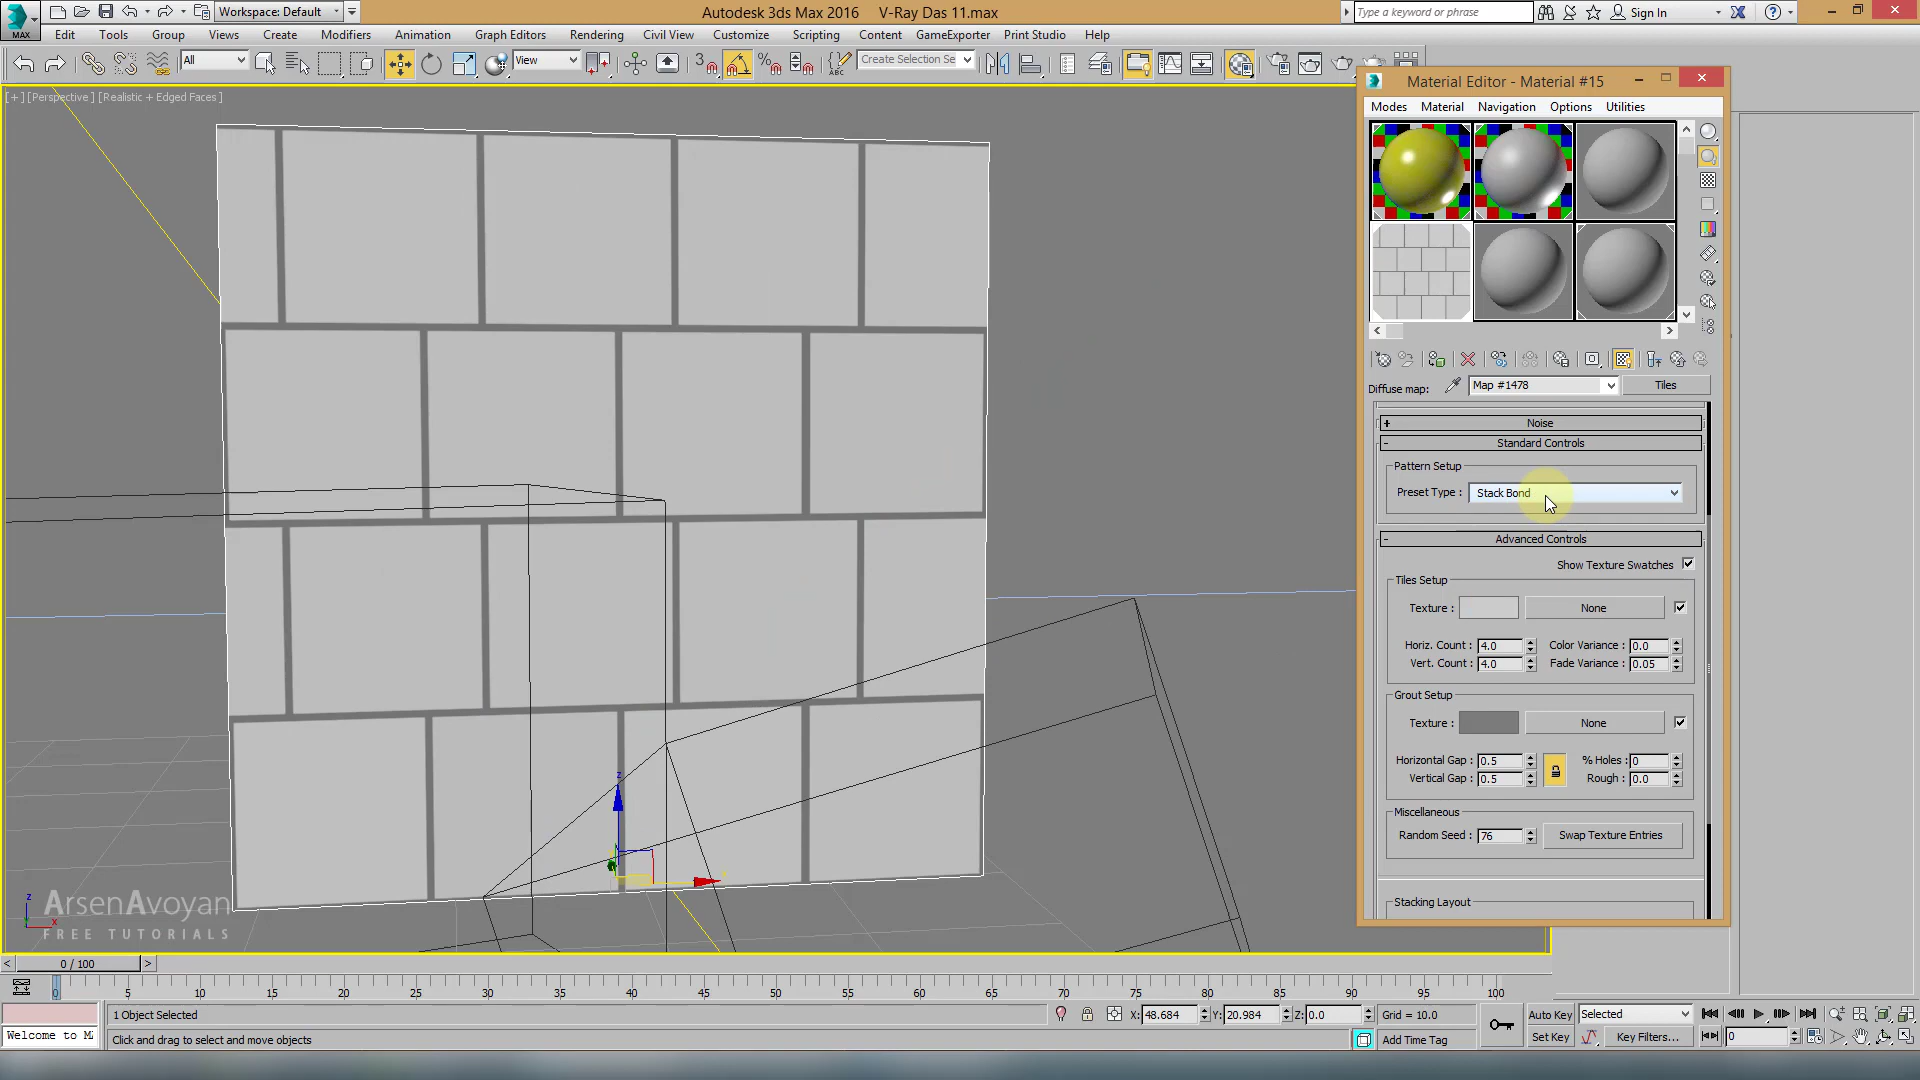 Workspace: Default
Autodesk 3ds Max 2016 V-Ray Das 11.max
Type a keyword or phrase
Sign In
MAX
Edit Tools Group Views Create Modifiers Animation Graph Editors Rendering Civil View Customize Scripting Content GameExporter Print Studio Help
All
View
3
ABC
Create Selection Se
[+] [Perspective] [Realistic + Edged Faces]
Material Editor - Material #15
Modes Material Navigation Options Utilities
Diffuse map:
Map #1478
Tiles
+ Noise
- Standard Controls
Pattern Setup
Preset Type : Stack Bond
- Advanced Controls
Show Texture Swatches
Tiles Setup
Texture : None
Horiz. Count : 4.0 Color Variance : 0.0
Vert. Count : 4.0 Fade Variance : 0.05
Grout Setup
Texture : None
Horizontal Gap : 0.5 % Holes : 0
Vertical Gap : 0.5 Rough : 0.0
Miscellaneous
Random Seed : 76 Swap Texture Entries
Stacking Layout
z
z
x
ArsenAvoyan
FREE TUTORIALS
0 / 100
0 5 10 15 20 25 30 35 40 45 50 55 60 65 70 75 80 85 90 95 100
1 Object Selected
X: 48.684 Y: 20.984 Z: 0.0 Grid = 10.0
Auto Key Selected
Welcome to M
Click and drag to select and move objects
Add Time Tag
Set Key Key Filters...
0